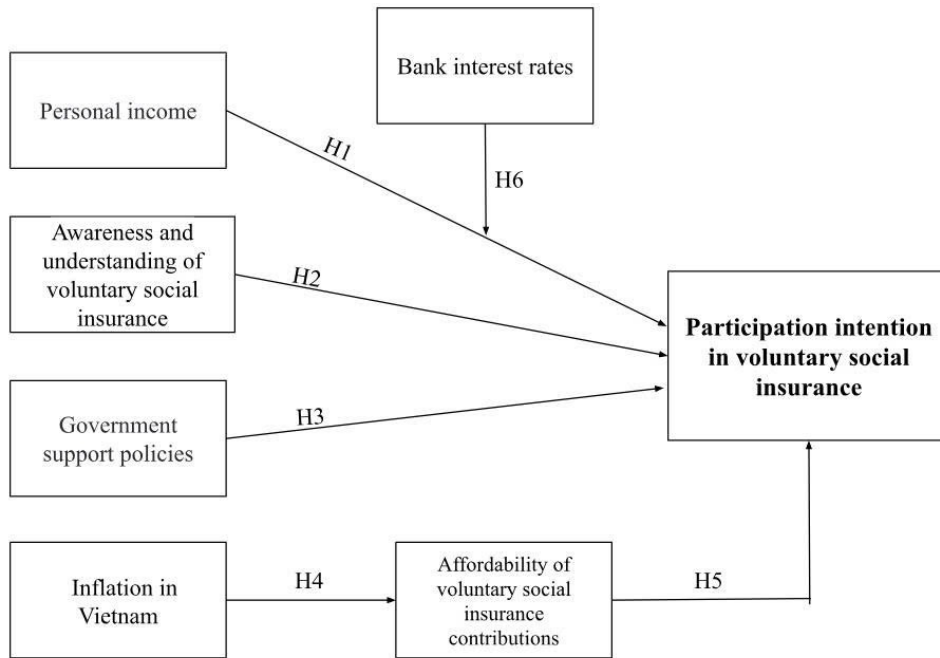 Bank interest rates
Personal income
H1
H6
Awareness and
understanding of
voluntary social
insurance
H2
Participation intention
in voluntary social
insurance
Government
support policies
H3
Inflation in
Vietnam
H4
Affordability of
voluntary social
insurance
contributions
H5